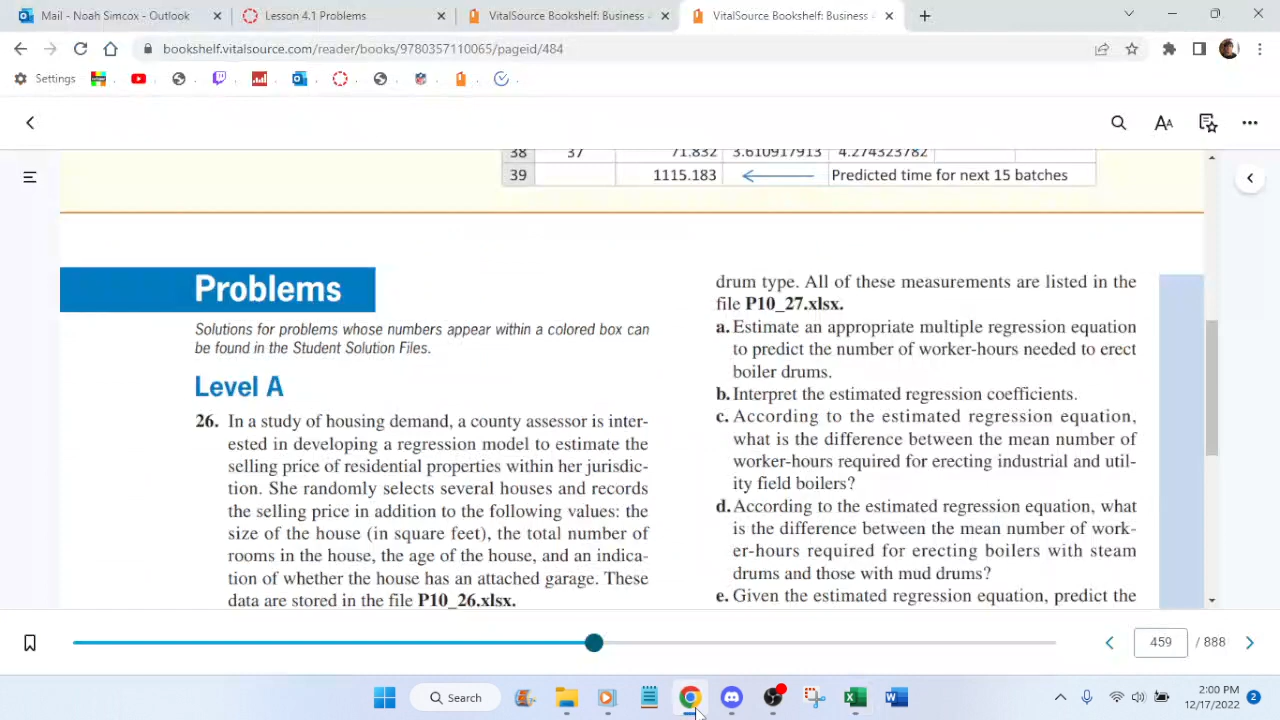 Mail - Noah Simcox - Outlook
Lesson 4.1 Problems
VitalSource Bookshelf: Business -
VitalSource Bookshelf: Business -
bookshelf.vitalsource.com/reader/books/9780357110065/pageid/484
Settings
38 37 71.832 3.610917913 4.274323782
39 1115.183 Predicted time for next 15 batches
Problems
Solutions for problems whose numbers appear within a colored box can
be found in the Student Solution Files.
Level A
26. In a study of housing demand, a county assessor is inter-
ested in developing a regression model to estimate the
selling price of residential properties within her jurisdic-
tion. She randomly selects several houses and records
the selling price in addition to the following values: the
size of the house (in square feet), the total number of
rooms in the house, the age of the house, and an indica-
tion of whether the house has an attached garage. These
data are stored in the file P10_26.xlsx.
drum type. All of these measurements are listed in the
file P10_27.xlsx.
a. Estimate an appropriate multiple regression equation
to predict the number of worker-hours needed to erect
boiler drums.
b. Interpret the estimated regression coefficients.
c. According to the estimated regression equation,
what is the difference between the mean number of
worker-hours required for erecting industrial and util-
ity field boilers?
d. According to the estimated regression equation, what
is the difference between the mean number of work-
er-hours required for erecting boilers with steam
drums and those with mud drums?
e. Given the estimated regression equation, predict the
459 / 888
Search
2:00 PM
12/17/2022
2